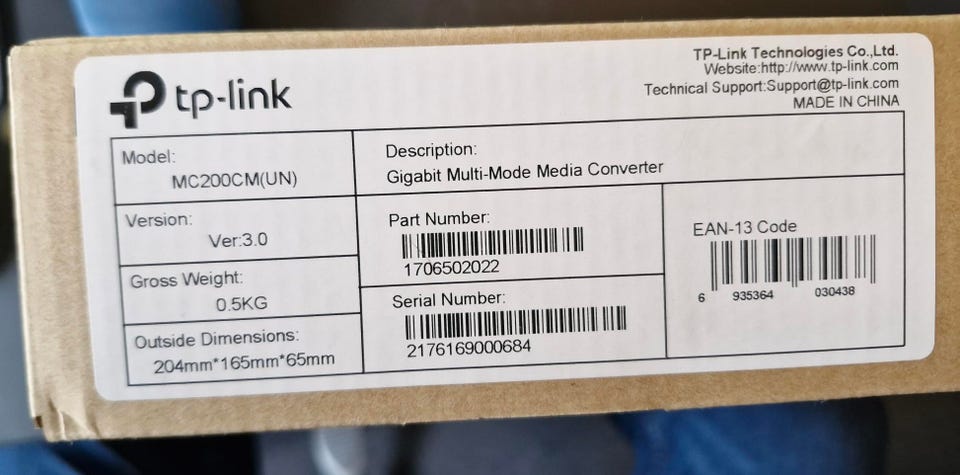 tp-link
TP-Link Technologies Co.,Ltd.
Website:http://www.tp-link.com
Technical Support:Support@tp-link.com
MADE IN CHINA
Model:
MC200CM(UN)
Description:
Gigabit Multi-Mode Media Converter
Version:
Ver:3.0
Part Number:
1706502022
EAN-13 Code
6 935364 030438
Gross Weight:
0.5KG
Serial Number:
2176169000684
Outside Dimensions:
204mm*165mm*65mm